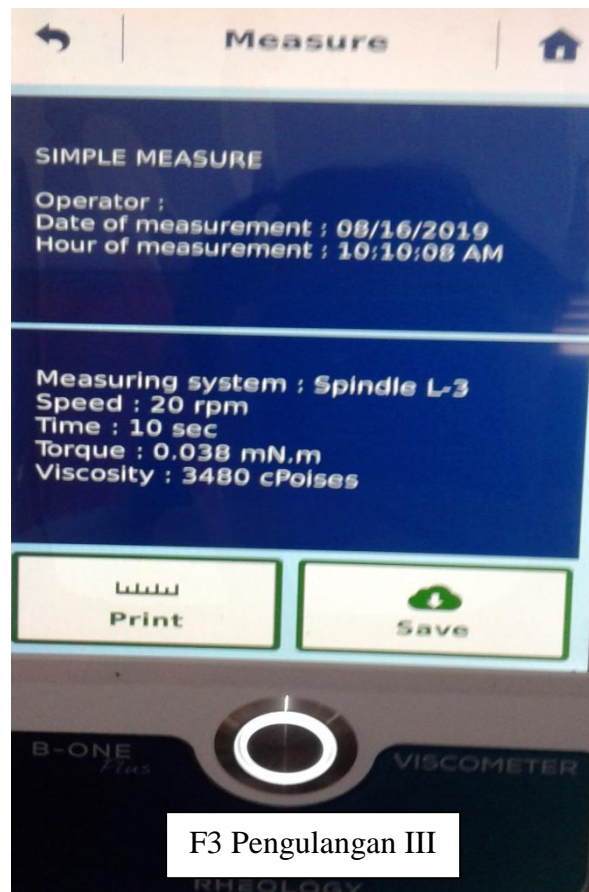 Measure
SIMPLE MEASURE
Operator :
Date of measurement : 08/16/2019
Hour of measurement : 10:10:08 AM
Measuring system : Spindle L-3
Speed : 20 rpm
Time : 10 sec
Torque : 0.038 mN.m
Viscosity : 3480 cPoises
Print
Save
B-ONE
Plus
VISCOMETER
F3 Pengulangan III
RHEOLOGY